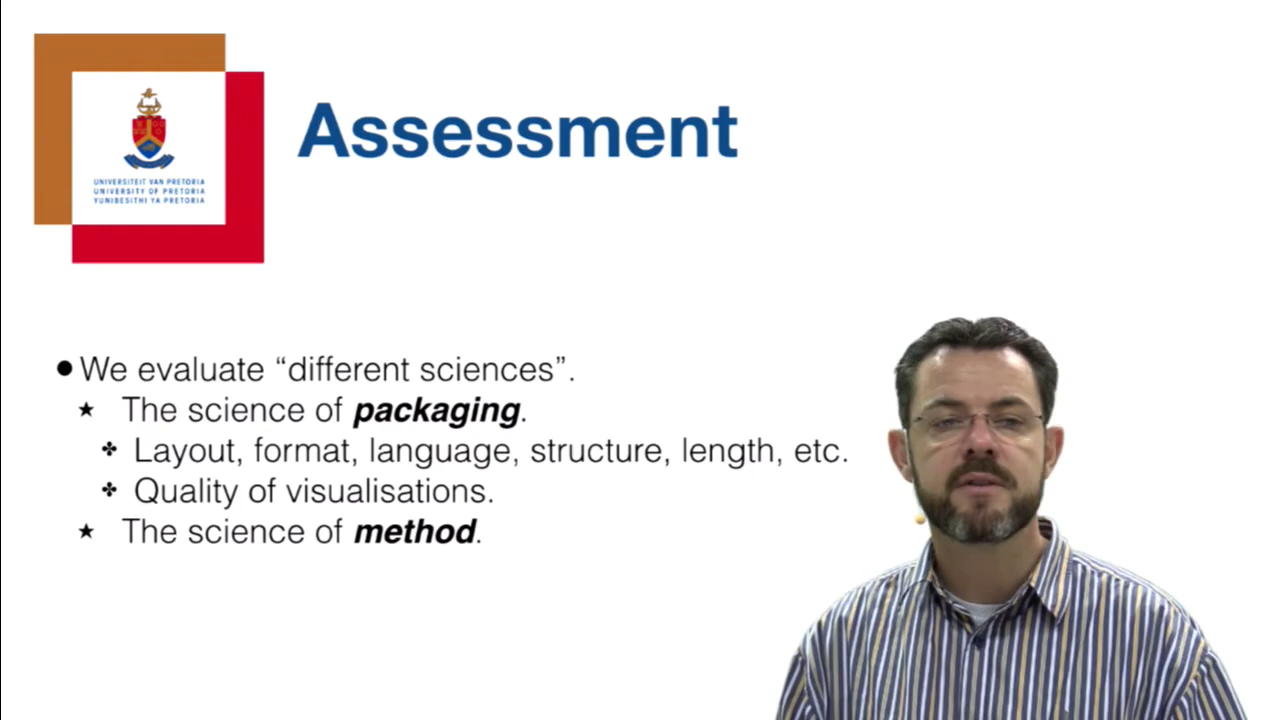 UNIVERSITEIT VAN PRETORIA
UNIVERSITY OF PRETORIA
YUNIBESITHI YA PRETORIA
Assessment
●We evaluate “different sciences”.
★ The science of packaging.
✤ Layout, format, language, structure, length, etc.
✤ Quality of visualisations.
★ The science of method.